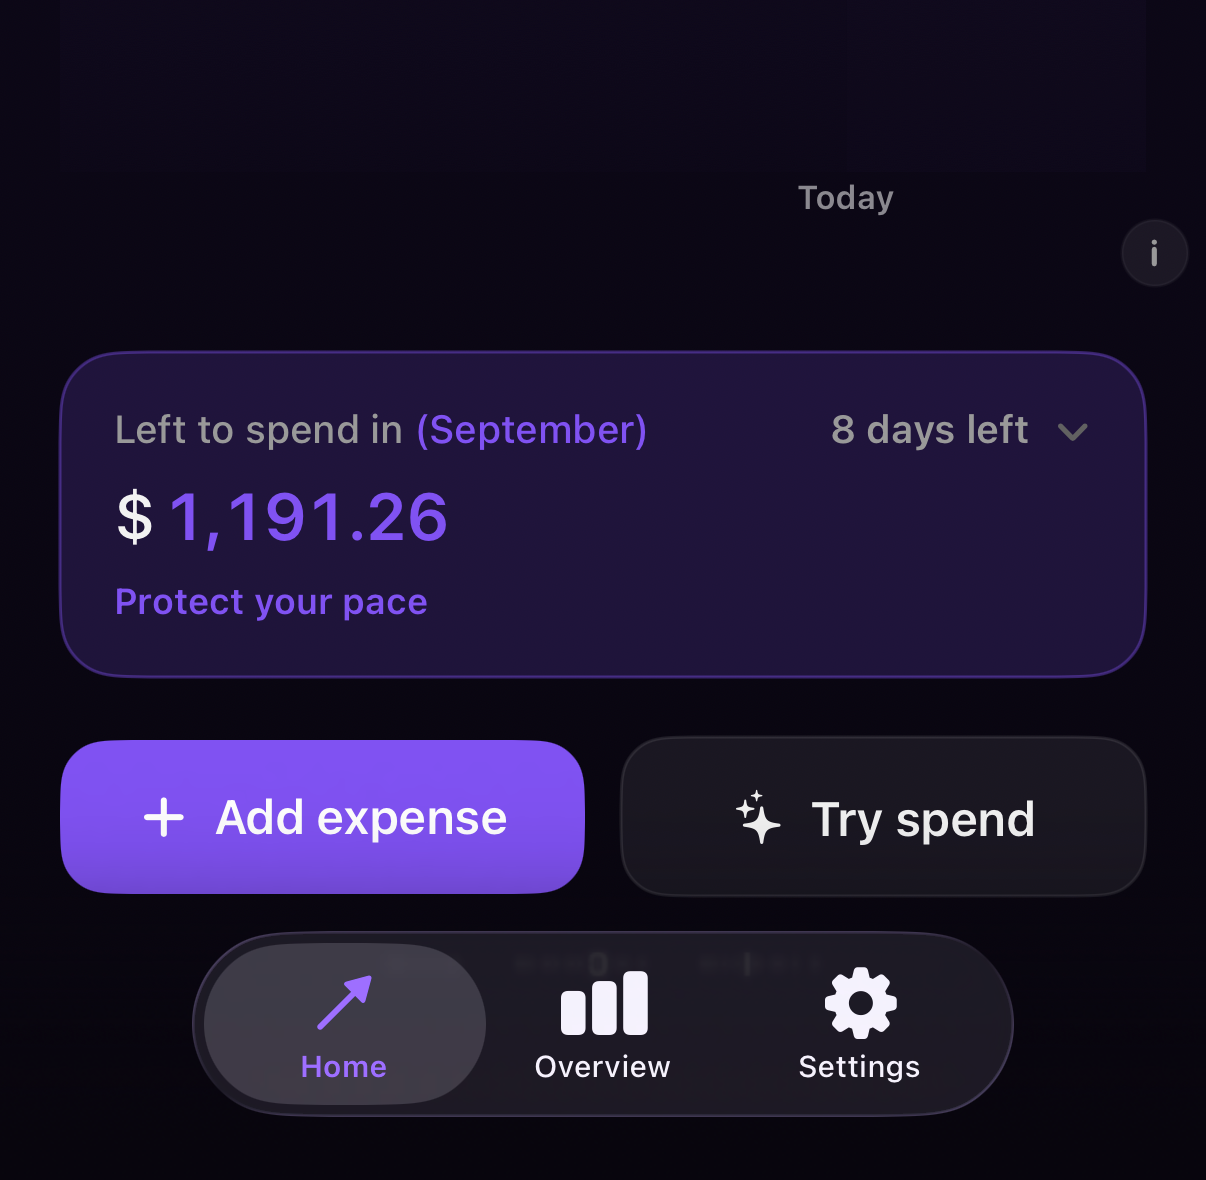 Today
i
Left to spend in (September)
8 days left
$ 1,191.26
Protect your pace
+ Add expense
Try spend
Home
Overview
Settings